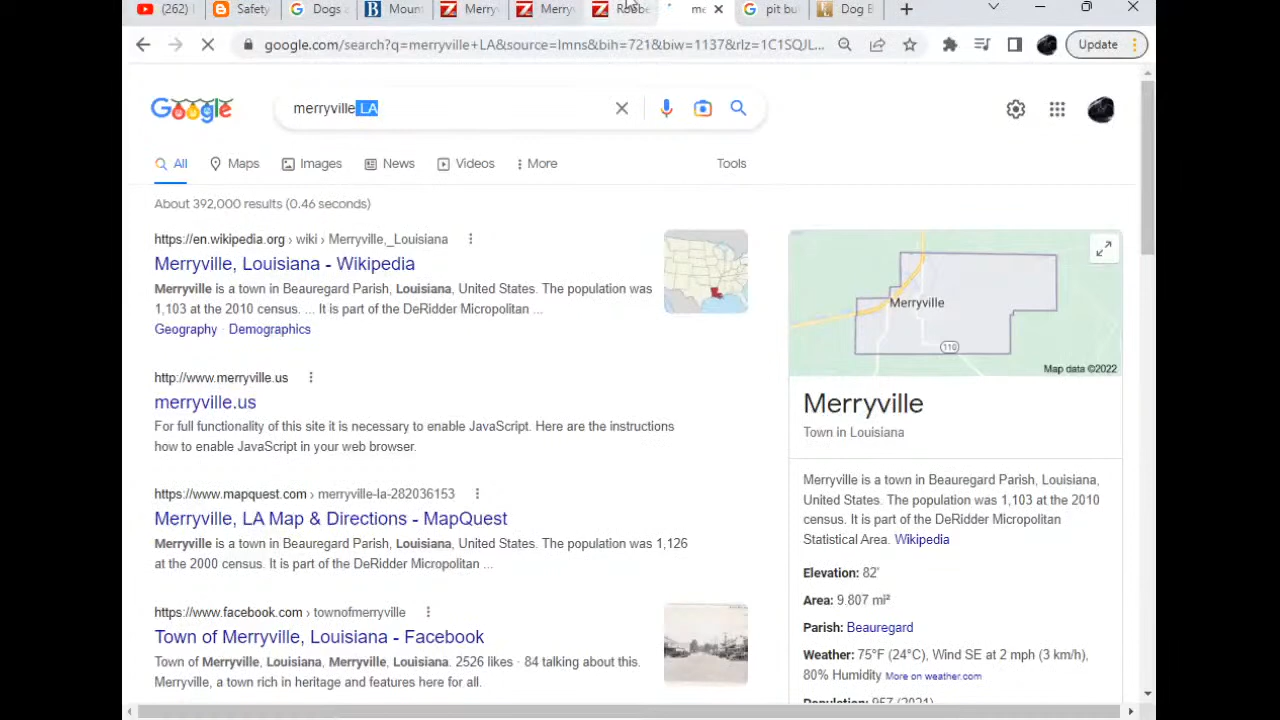 (262)
Safety
Dogs a
Moun
Merry
Merry
me
pit bu
Dog B
google.com/search?q=merryville+LA&source=lmns&bih=721&biw=1137&rlz=1C1SQJL...
Update
Google
merryville LA
All
Maps
Images
News
Videos
More
Tools
About 392,000 results (0.46 seconds)
https://en.wikipedia.org › wiki › Merryville,_Louisiana
Merryville, Louisiana - Wikipedia
Merryville is a town in Beauregard Parish, Louisiana, United States. The population was
1,103 at the 2010 census. ... It is part of the DeRidder Micropolitan ...
Geography · Demographics
http://www.merryville.us
merryville.us
For full functionality of this site it is necessary to enable JavaScript. Here are the instructions
how to enable JavaScript in your web browser.
https://www.mapquest.com › merryville-la-282036153
Merryville, LA Map & Directions - MapQuest
Merryville is a town in Beauregard Parish, Louisiana, United States. The population was 1,126
at the 2000 census. It is part of the DeRidder Micropolitan ...
https://www.facebook.com › townofmerryville
Town of Merryville, Louisiana - Facebook
Town of Merryville, Louisiana, Merryville, Louisiana. 2526 likes · 84 talking about this.
Merryville, a town rich in heritage and features here for all.
Merryville
110
Map data ©2022
Merryville
Town in Louisiana
Merryville is a town in Beauregard Parish, Louisiana,
United States. The population was 1,103 at the 2010
census. It is part of the DeRidder Micropolitan
Statistical Area. Wikipedia
Elevation: 82'
Area: 9.807 mi²
Parish: Beauregard
Weather: 75°F (24°C), Wind SE at 2 mph (3 km/h),
80% Humidity More on weather.com
Population: 957 (2021)